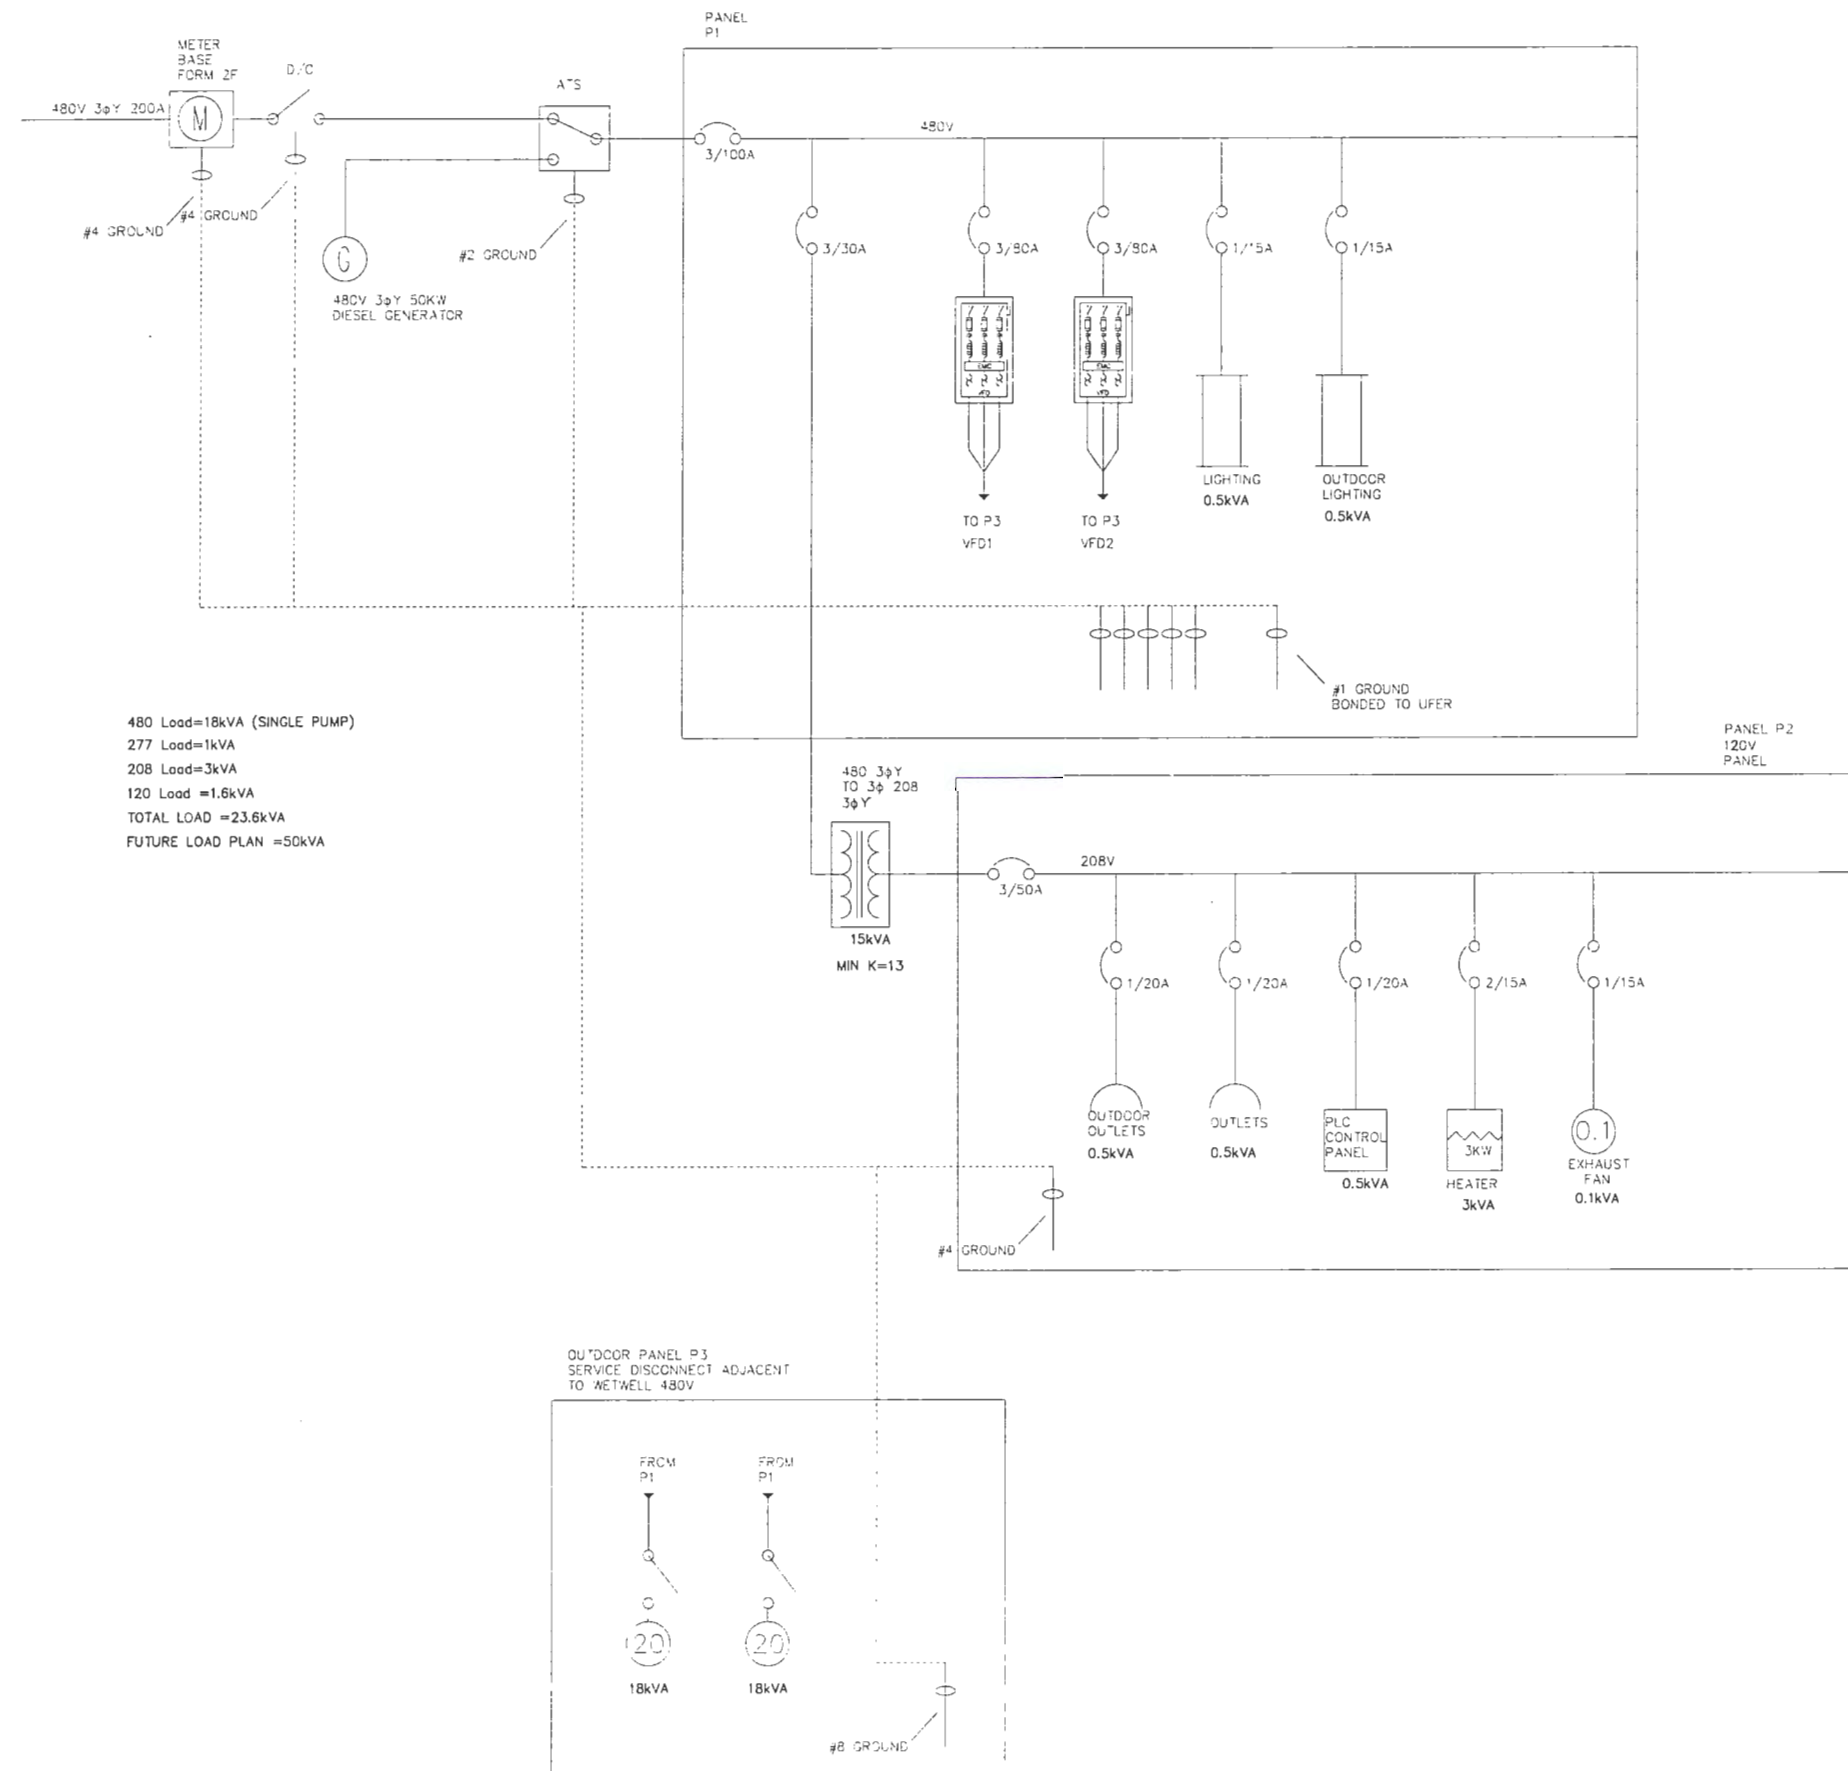 PANEL
P1
METER
BASE
FORM 2F
D/C
ATS
480V 3ϕY 200A
M
480V
3/100A
#4 GROUND
#4 GROUND
#2 GROUND
G
480V 3ϕY 50KW
DIESEL GENERATOR
3/30A
3/80A
3/80A
1/15A
1/15A
VFD
LIGHTING
0.5kVA
OUTDOOR
LIGHTING
0.5kVA
TO P3
VFD1
TO P3
VFD2
#1 GROUND
BONDED TO UFER
480 Load=18kVA (SINGLE PUMP)
277 Load=1kVA
208 Load=3kVA
120 Load =1.6kVA
TOTAL LOAD =23.6kVA
FUTURE LOAD PLAN =50kVA
PANEL P2
120V
PANEL
480 3ϕY
TO 3ϕ 208
3ϕY
15kVA
MIN K=13
208V
3/50A
1/20A
1/20A
1/20A
2/15A
1/15A
OUTDOOR
OUTLETS
0.5kVA
OUTLETS
0.5kVA
PLC
CONTROL
PANEL
0.5kVA
3KW
HEATER
3kVA
0.1
EXHAUST
FAN
0.1kVA
#4 GROUND
OUTDOOR PANEL P3
SERVICE DISCONNECT ADJACENT
TO WETWELL 480V
FROM
P1
FROM
P1
20
20
18kVA
18kVA
#8 GROUND